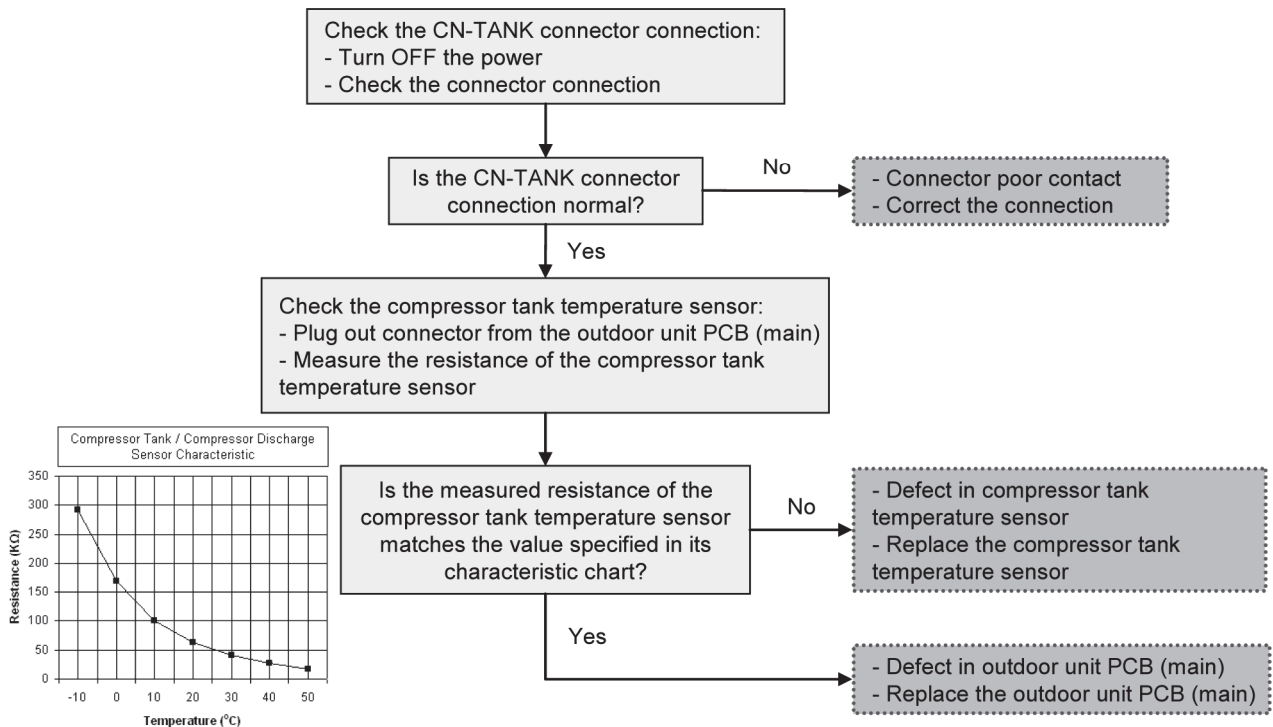 Check the CN-TANK connector connection:
- Turn OFF the power
- Check the connector connection
Is the CN-TANK connector
connection normal?
No
- Connector poor contact
- Correct the connection
Yes
Check the compressor tank temperature sensor:
- Plug out connector from the outdoor unit PCB (main)
- Measure the resistance of the compressor tank
temperature sensor
Compressor Tank / Compressor Discharge
Sensor Characteristic
Resistance (KΩ)
350
300
250
200
150
100
50
0
-10 0 10 20 30 40 50
Temperature (°C)
Is the measured resistance of the
compressor tank temperature sensor
matches the value specified in its
characteristic chart?
No
- Defect in compressor tank
temperature sensor
- Replace the compressor tank
temperature sensor
Yes
- Defect in outdoor unit PCB (main)
- Replace the outdoor unit PCB (main)